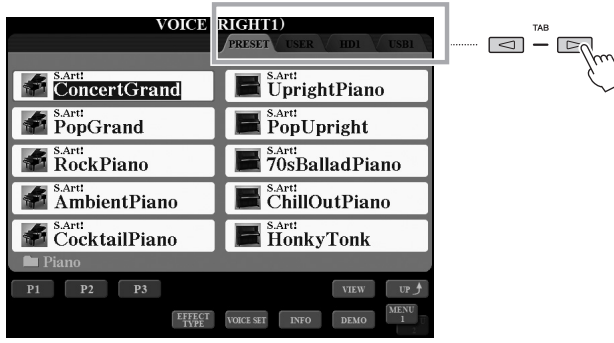 VOICE (RIGHT1)
PRESET USER HD1 USB1
TAB
S.Art!
ConcertGrand
S.Art!
UprightPiano
S.Art!
PopGrand
S.Art!
PopUpright
S.Art!
RockPiano
S.Art!
70sBalladPiano
S.Art!
AmbientPiano
S.Art!
ChillOutPiano
S.Art!
CocktailPiano
S.Art!
HonkyTonk
Piano
P1 P2 P3 VIEW UP
EFFECT TYPE
VOICE SET INFO DEMO
MENU 1